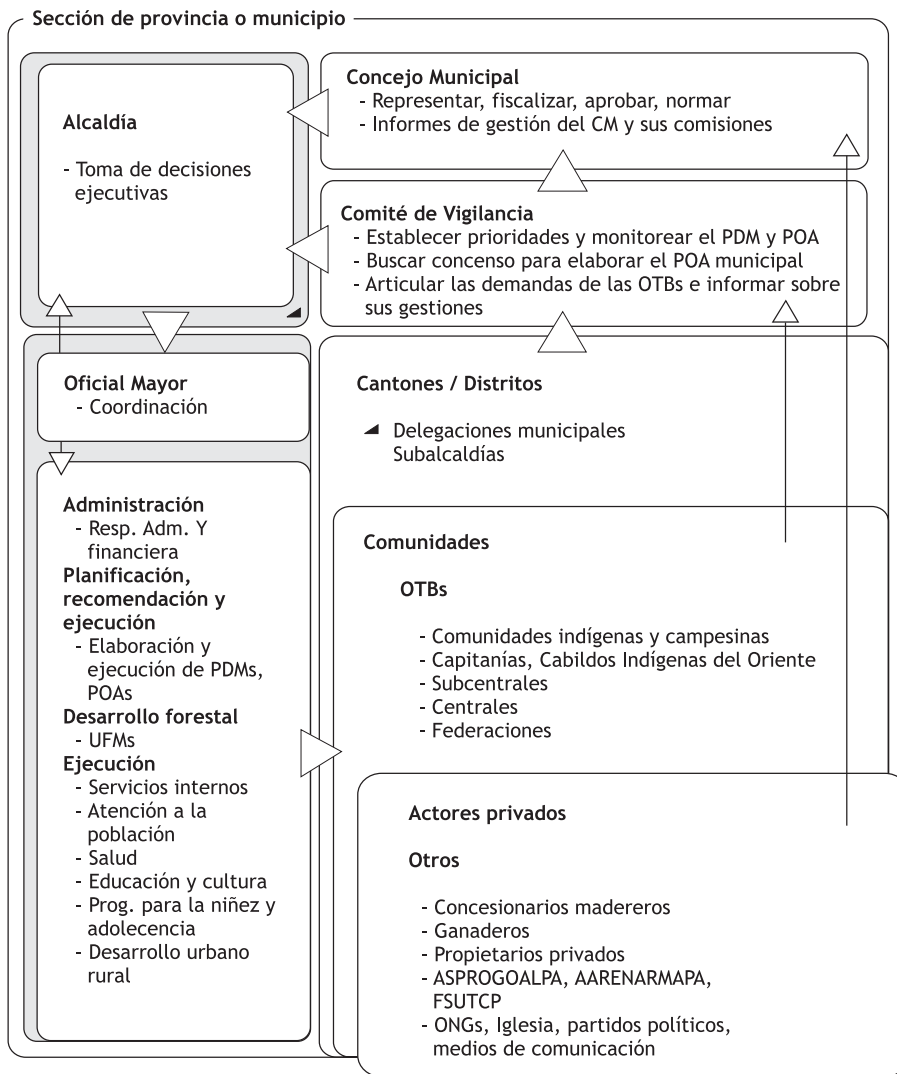 Sección de provincia o municipio
Alcaldía
- Toma de decisiones
ejecutivas
Concejo Municipal
- Representar, fiscalizar, aprobar, normar
- Informes de gestión del CM y sus comisiones
Comité de Vigilancia
- Establecer prioridades y monitorear el PDM y POA
- Buscar concenso para elaborar el POA municipal
- Articular las demandas de las OTBs e informar sobre
sus gestiones
Oficial Mayor
- Coordinación
Administración
- Resp. Adm. Y
financiera
Planificación,
recomendación y
ejecución
- Elaboración y
ejecución de PDMs,
POAs
Desarrollo forestal
- UFMs
Ejecución
- Servicios internos
- Atención a la
población
- Salud
- Educación y cultura
- Prog. para la niñez y
adolecencia
- Desarrollo urbano
rural
Cantones / Distritos
Delegaciones municipales
Subalcaldías
Comunidades
OTBs
- Comunidades indígenas y campesinas
- Capitanías, Cabildos Indígenas del Oriente
- Subcentrales
- Centrales
- Federaciones
Actores privados
Otros
- Concesionarios madereros
- Ganaderos
- Propietarios privados
- ASPROGOALPA, AARENARMAPA,
FSUTCP
- ONGs, Iglesia, partidos políticos,
medios de comunicación